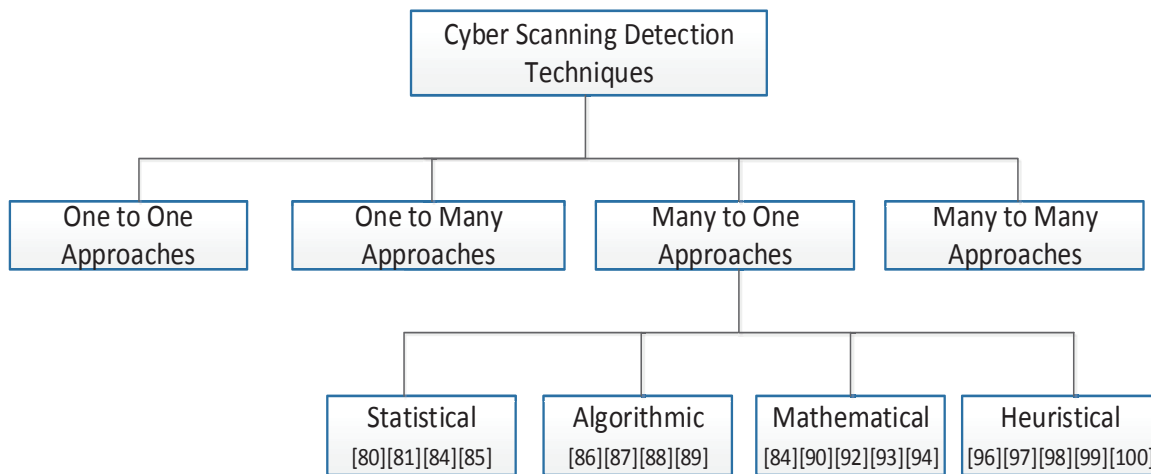 Cyber Scanning Detection
Techniques
One to One
Approaches
One to Many
Approaches
Many to One
Approaches
Many to Many
Approaches
Statistical
[80][81][84][85]
Algorithmic
[86][87][88][89]
Mathematical
[84][90][92][93][94]
Heuristical
[96][97][98][99][100]